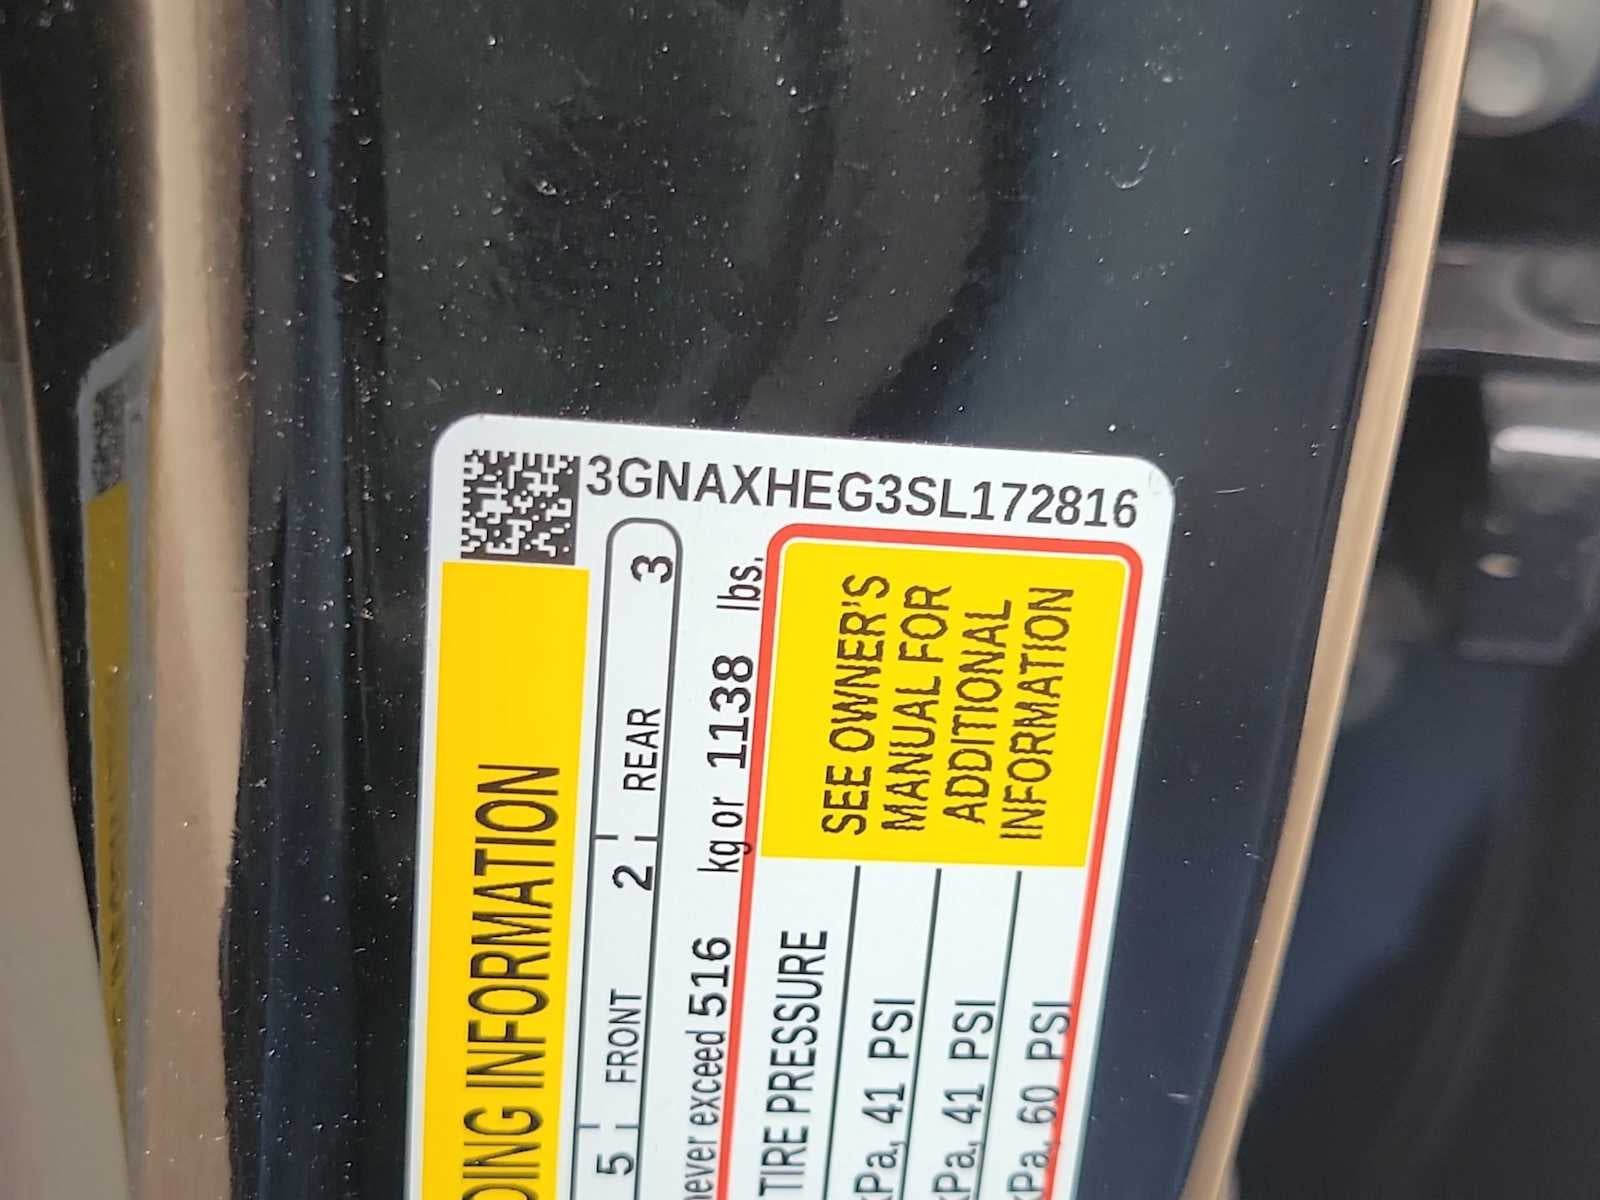 3GNAXHEG3SL172816
DING INFORMATION
5 FRONT 2 REAR 3
never exceed 516 kg or 1138 lbs.
TIRE PRESSURE
kPa, 41 PSI
kPa, 41 PSI
kPa, 60 PSI
SEE OWNER'S
MANUAL FOR
ADDITIONAL
INFORMATION